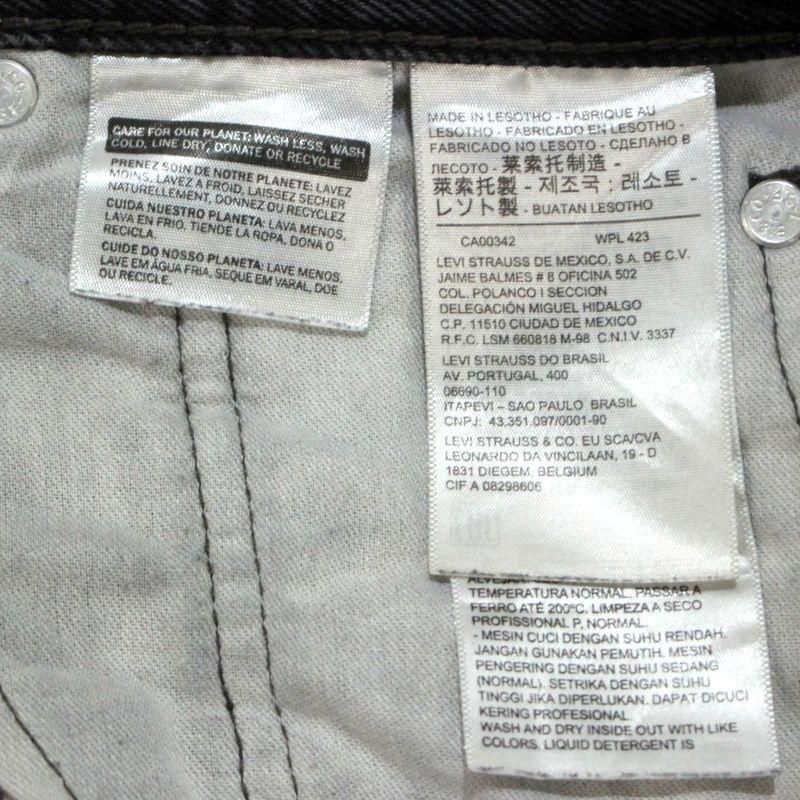 CARE FOR OUR PLANET: WASH LESS, WASH
COLD, LINE DRY, DONATE OR RECYCLE
PRENEZ SOIN DE NOTRE PLANETE: LAVEZ
MOINS, LAVEZ A FROID, LAISSEZ SECHER
NATURELLEMENT, DONNEZ OU RECYCLEZ
CUIDA NUESTRO PLANETA: LAVA MENOS,
LAVA EN FRIO, TIENDE LA ROPA, DONA O
RECICLA.
CUIDE DO NOSSO PLANETA: LAVE MENOS,
LAVE EM ÁGUA FRIA, SEQUE EM VARAL, DOE
OU RECICLE.
MADE IN LESOTHO - FABRIQUE AU
LESOTHO - FABRICADO EN LESOTHO -
FABRICADO NO LESOTO - СДЕЛАНО В
ЛЕСОТО - 莱索托制造 -
萊索托製 - 제조국 : 레소토 -
レソト製 - BUATAN LESOTHO
CA00342 WPL 423
LEVI STRAUSS DE MEXICO, S.A. DE C.V.
JAIME BALMES # 8 OFICINA 502
COL. POLANCO I SECCION
DELEGACIÓN MIGUEL HIDALGO
C.P. 11510 CIUDAD DE MEXICO
R.F.C. LSM 660818 M-98 C.N.I.V. 3337
LEVI STRAUSS DO BRASIL
AV. PORTUGAL, 400
06690-110
ITAPEVI – SAO PAULO BRASIL
CNPJ: 43.351.097/0001-90
LEVI STRAUSS & CO. EU SCA/CVA
LEONARDO DA VINCILAAN, 19 - D
1831 DIEGEM, BELGIUM
CIF A 08298606
TEMPERATURA NORMAL. PASSAR A
FERRO ATÉ 200ºC. LIMPEZA A SECO
PROFISSIONAL P, NORMAL.
- MESIN CUCI DENGAN SUHU RENDAH.
JANGAN GUNAKAN PEMUTIH. MESIN
PENGERING DENGAN SUHU SEDANG
(NORMAL). SETRIKA DENGAN SUHU
TINGGI JIKA DIPERLUKAN. DAPAT DICUCI
KERING PROFESIONAL.
WASH AND DRY INSIDE OUT WITH LIKE
COLORS. LIQUID DETERGENT IS